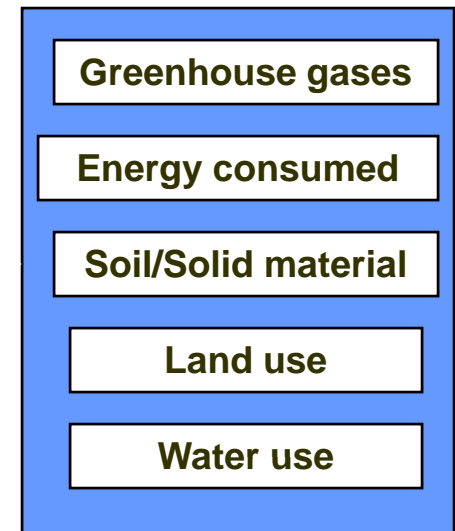 Greenhouse gases
Energy consumed
Soil/Solid material
Land use
Water use